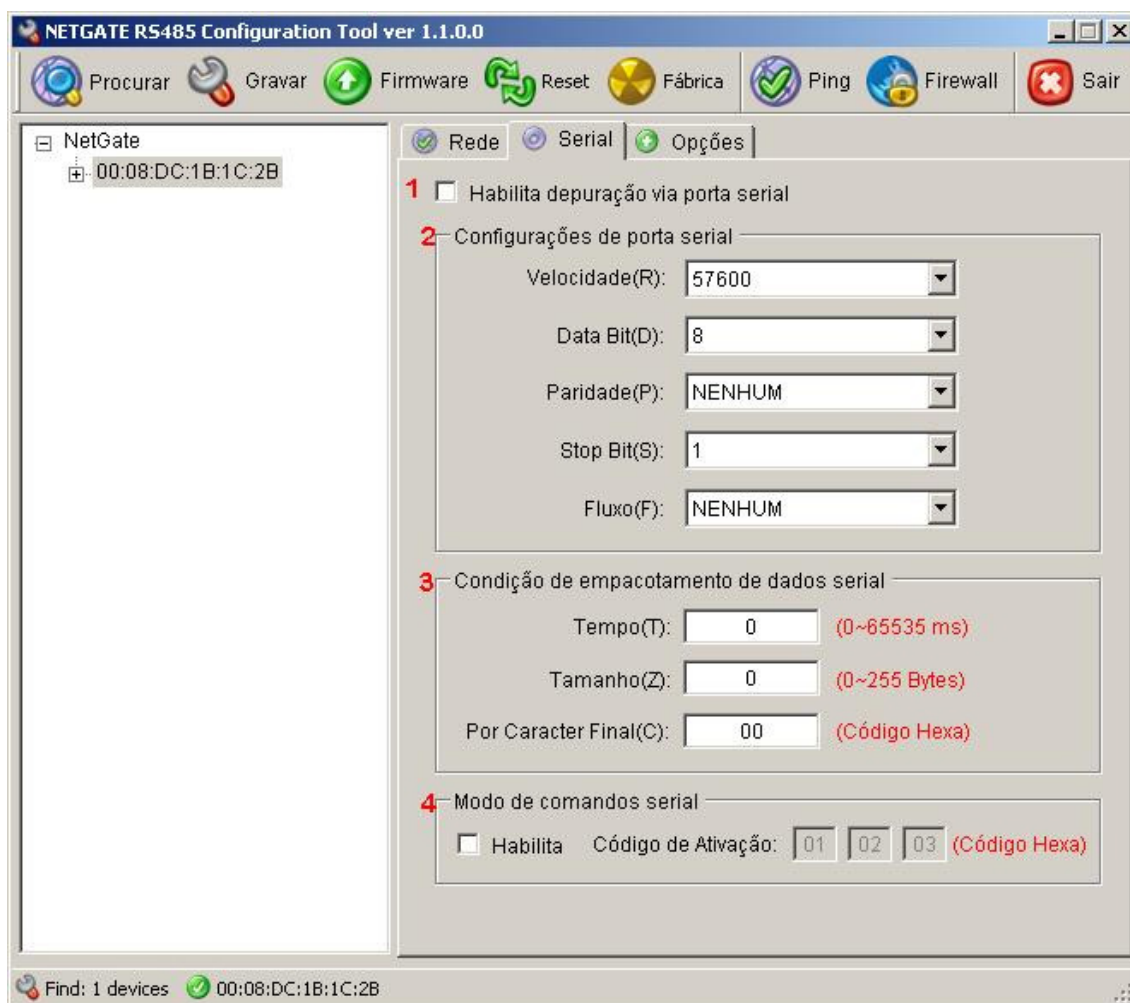 NETGATE RS485 Configuration Tool ver 1.1.0.0
Procurar Gravar Firmware Reset Fábrica Ping Firewall Sair
NetGate
00:08:DC:1B:1C:2B
Rede Serial Opções
1 Habilita depuração via porta serial
2 Configurações de porta serial
Velocidade(R): 57600
Data Bit(D): 8
Paridade(P): NENHUM
Stop Bit(S): 1
Fluxo(F): NENHUM
3 Condição de empacotamento de dados serial
Tempo(T): 0 (0~65535 ms)
Tamanho(Z): 0 (0~255 Bytes)
Por Caracter Final(C): 00 (Código Hexa)
4 Modo de comandos serial
Habilita Código de Ativação: 01 02 03 (Código Hexa)
Find: 1 devices 00:08:DC:1B:1C:2B